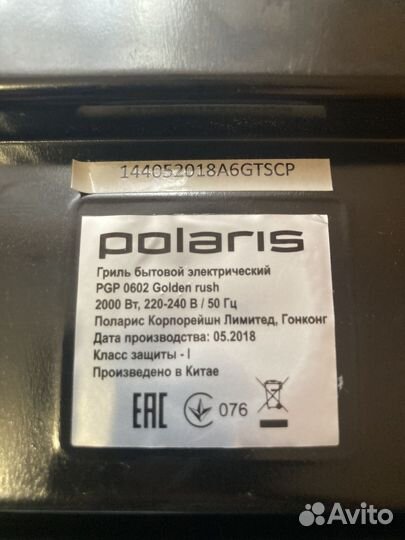 144052018A6GTSCP
polaris
Гриль бытовой электрический
PGP 0602 Golden rush
2000 Вт, 220-240 В / 50 Гц
Поларис Корпорейшн Лимитед, Гонконг
Дата производства: 05.2018
Класс защиты - I
Произведено в Китае
EAC 076
Avito